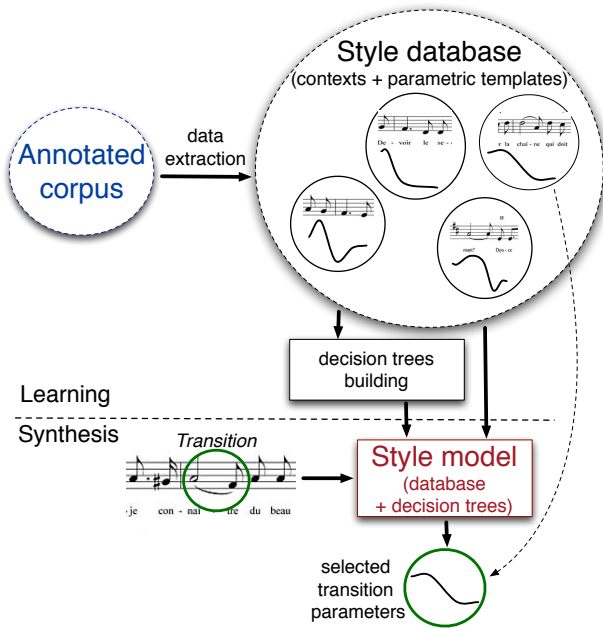 Style database
(contexts + parametric templates)
De - voir le se -
r la chaî - ne qui doit
data
extraction
Annotated
corpus
decision trees
building
Learning
Synthesis
Transition
je con - naî - tre du beau
Style model
(database
+ decision trees)
selected
transition
parameters